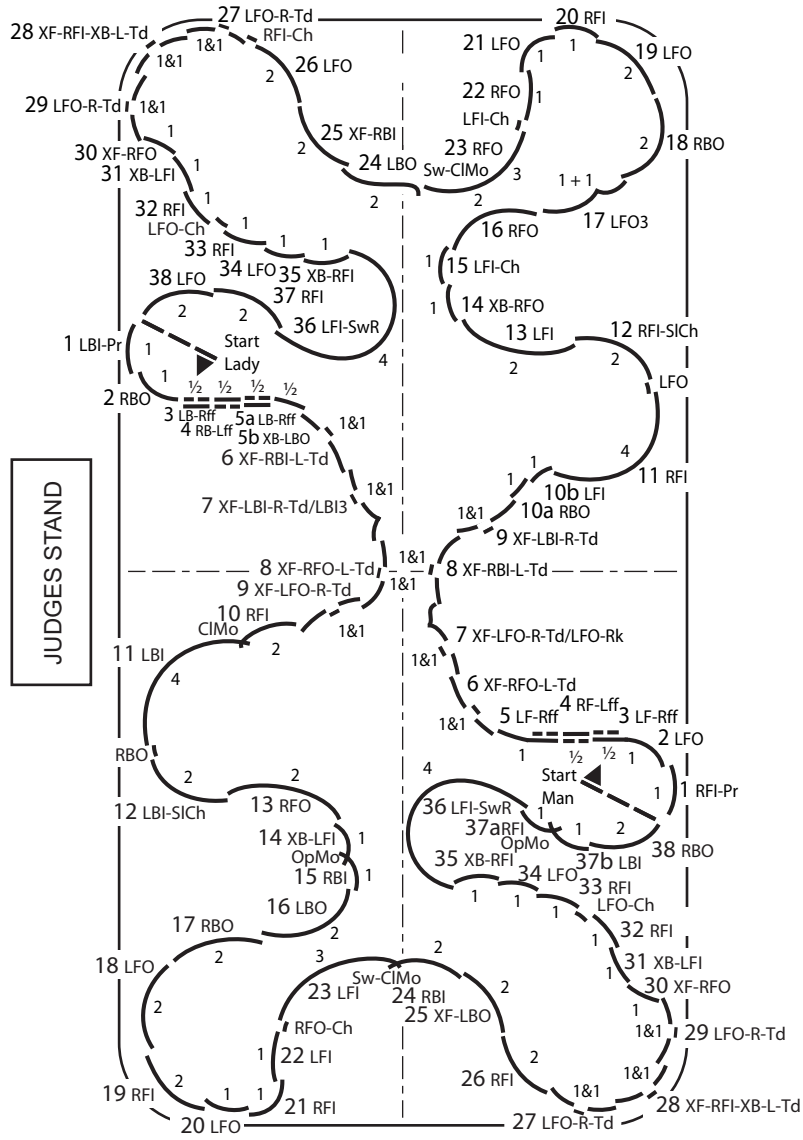 27 LFO-R-Td
RFI-Ch
28 XF-RFI-XB-L-Td
1&1
1&1
26 LFO
2
29 LFO-R-Td
1&1
1
30 XF-RFO
31 XB-LFI
1
25 XF-RBI
2
24 LBO
2
Sw-ClMo
32 RFI
LFO-Ch
1
33 RFI
1
34 LFO
1
35 XB-RFI
1
37 RFI
36 LFI-SwR
4
38 LFO
2
2
Start
Lady
1 LBI-Pr
1
2 RBO
1
½
½
½
½
3 LB-Rff
4 RB-Lff
5a LB-Rff
5b XB-LBO
6 XF-RBI-L-Td
1&1
7 XF-LBI-R-Td/LBI3
1&1
8 XF-RFO-L-Td
1&1
9 XF-LFO-R-Td
1&1
10 RFI
ClMo
2
11 LBI
4
RBO
12 LBI-SlCh
2
2
13 RFO
14 XB-LFI
1
OpMo
15 RBI
1
16 LBO
2
17 RBO
2
18 LFO
2
19 RFI
2
20 LFO
1
1
21 RFI
22 LFI
1
RFO-Ch
23 LFI
3
Sw-ClMo
20 RFI
1
21 LFO
1
19 LFO
2
22 RFO
1
LFI-Ch
23 RFO
3
2
18 RBO
2
1 + 1
17 LFO3
16 RFO
15 LFI-Ch
1
14 XB-RFO
1
13 LFI
2
12 RFI-SlCh
2
LFO
11 RFI
4
10b LFI
1
10a RBO
1
9 XF-LBI-R-Td
1&1
8 XF-RBI-L-Td
1&1
7 XF-LFO-R-Td/LFO-Rk
1&1
6 XF-RFO-L-Td
1&1
5 LF-Rff
4 RF-Lff
3 LF-Rff
1
½
½
2 LFO
1
1 RFI-Pr
1
Start
Man
38 RBO
2
37b LBI
1
37aRFI
1
OpMo
36 LFI-SwR
4
35 XB-RFI
1
34 LFO
1
33 RFI
1
LFO-Ch
1
32 RFI
1
31 XB-LFI
30 XF-RFO
1
29 LFO-R-Td
1&1
28 XF-RFI-XB-L-Td
1&1
27 LFO-R-Td
1&1
26 RFI
2
25 XF-LBO
2
24 RBI
2
JUDGES STAND